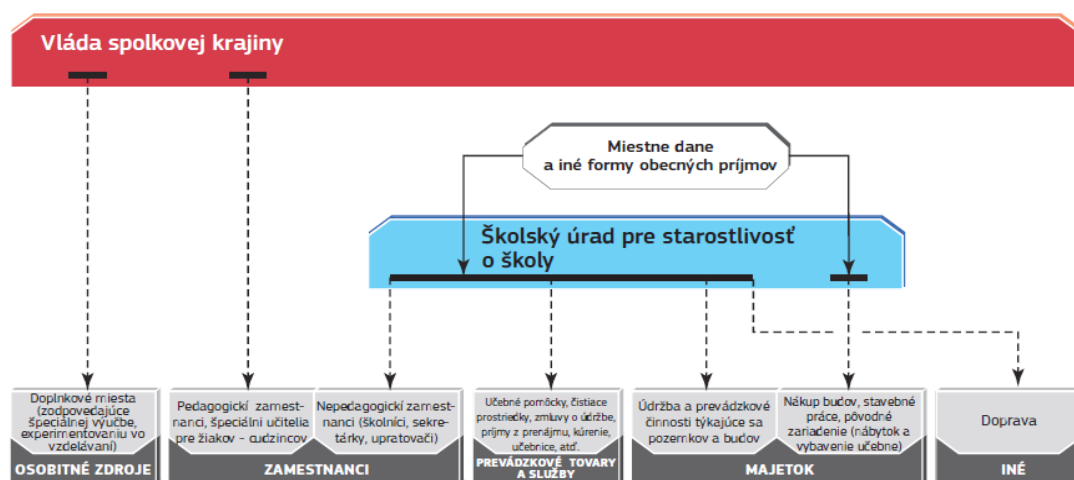 Vláda spolkovej krajiny
Miestne dane
a iné formy obecných príjmov
Školský úrad pre starostlivosť
o školy
Doplnkové miesta
(zodpovedajúce
špeciálnej výučbe,
experimentovaniu vo
vzdelávaní)
OSOBITNÉ ZDROJE
Pedagogickí zamest-
nanci, špeciálni učitelia
pre žiakov - cudzincov
Nepedagogickí zamest-
nanci (školníci, sekre-
tárky, upratovači)
ZAMESTNANCI
Učebné pomôcky, čistiace
prostriedky, zmluvy o údržbe,
príjmy z prenájmu, kúrenie,
učebnice, atď.
PREVÁDZKOVÉ TOVARY
A SLUŽBY
Údržba a prevádzkové
činnosti týkajúce sa
pozemkov a budov
Nákup budov, stavebné
práce, pôvodné
zariadenie (nábytok a
vybavenie učebne)
MAJETOK
Doprava
INÉ